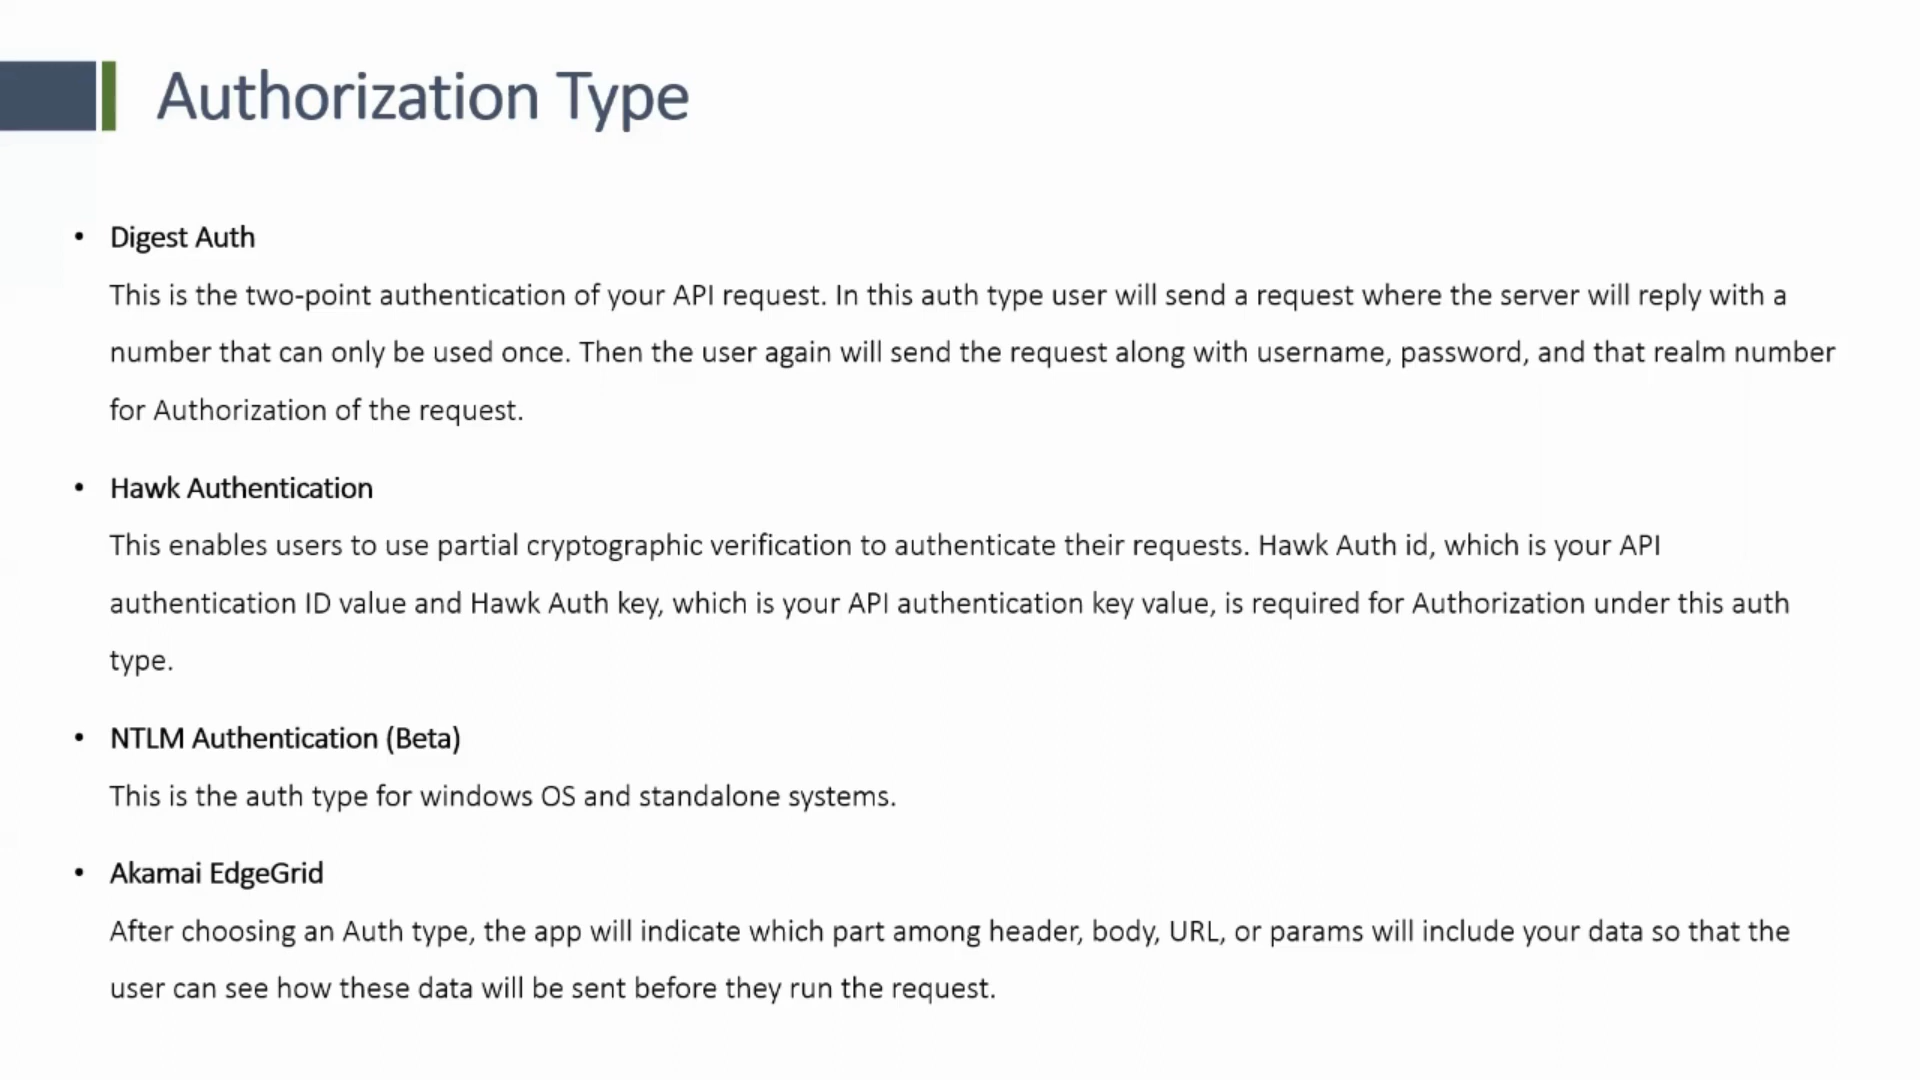 Authorization Type
• Digest Auth
This is the two-point authentication of your API request. In this auth type user will send a request where the server will reply with a
number that can only be used once. Then the user again will send the request along with username, password, and that realm number
for Authorization of the request.
• Hawk Authentication
This enables users to use partial cryptographic verification to authenticate their requests. Hawk Auth id, which is your API
authentication ID value and Hawk Auth key, which is your API authentication key value, is required for Authorization under this auth
type.
• NTLM Authentication (Beta)
This is the auth type for windows OS and standalone systems.
• Akamai EdgeGrid
After choosing an Auth type, the app will indicate which part among header, body, URL, or params will include your data so that the
user can see how these data will be sent before they run the request.